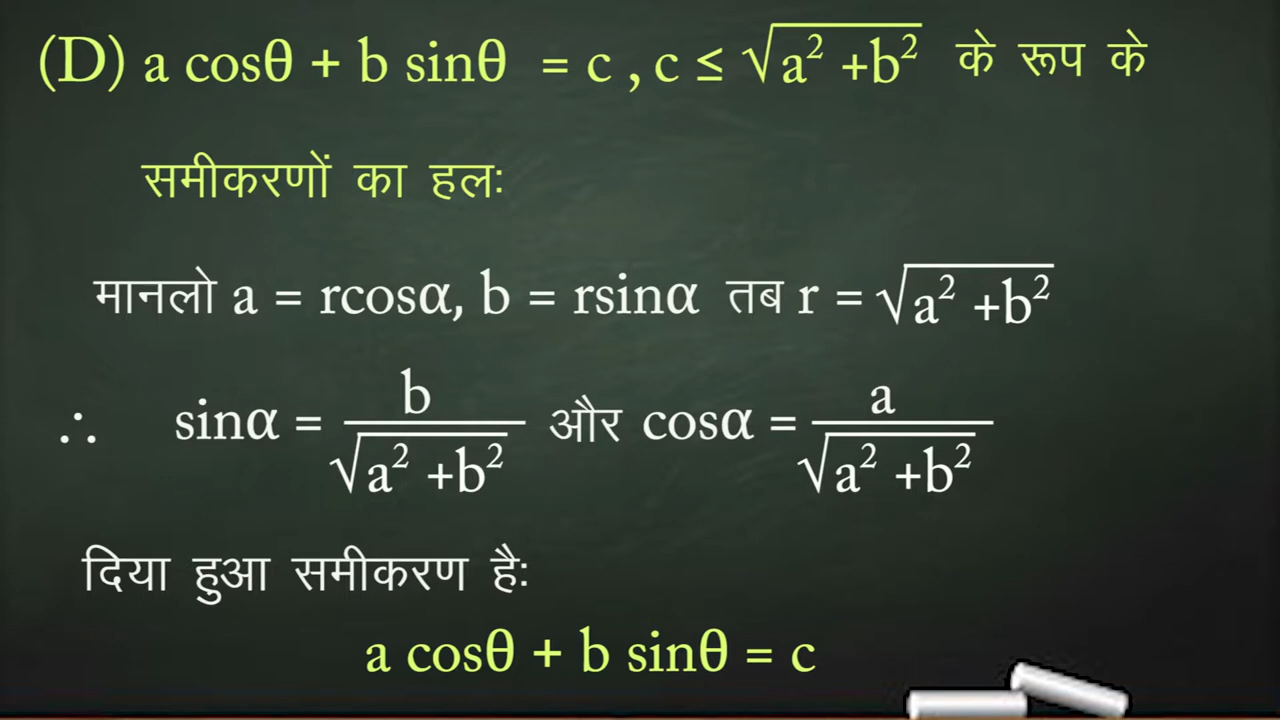 (D) a cosθ + b sinθ = c , c ≤ √a² +b² के रूप के
समीकरणों का हलः
मानलो a = rcosα, b = rsinα तब r = √a² +b²
∴ sinα = b/√a² +b² और cosα = a/√a² +b²
दिया हुआ समीकरण हैः
a cosθ + b sinθ = c